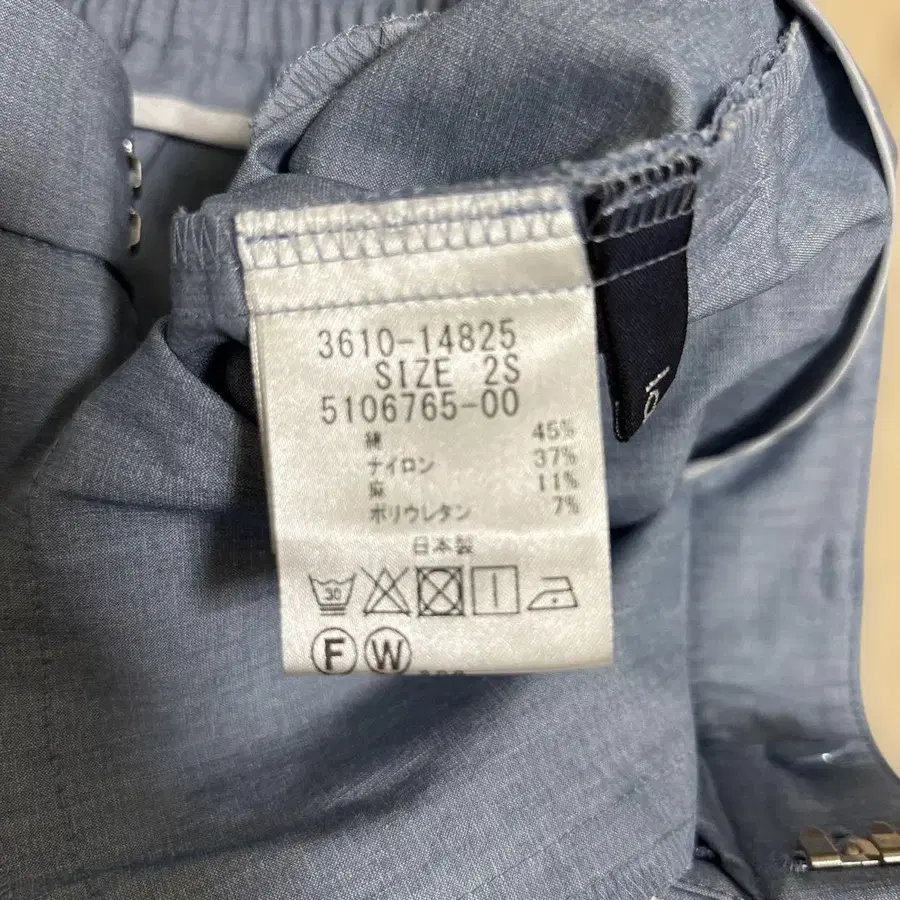 3610-14825
SIZE 2S
5106765-00
綿 45%
ナイロン 37%
麻 11%
ポリウレタン 7%
日本製
30
F W